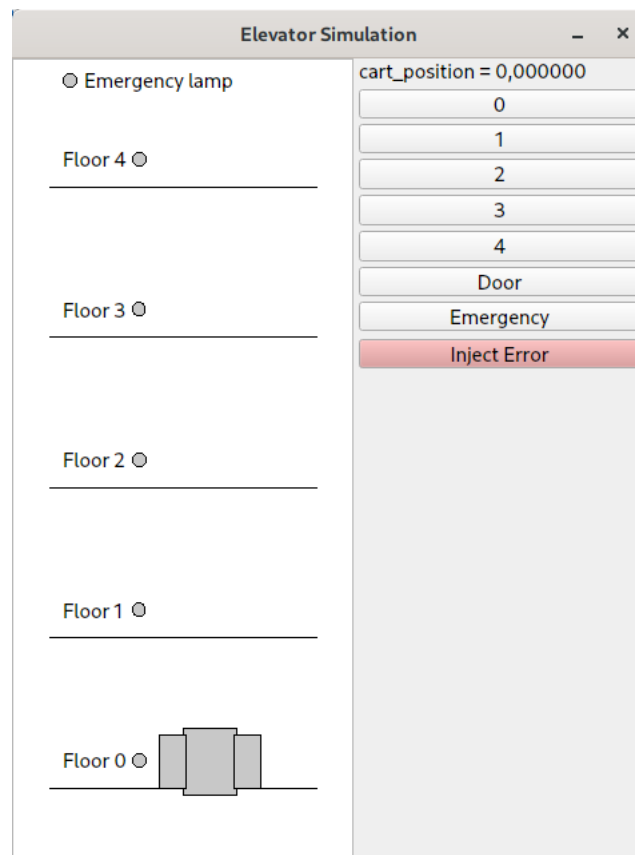 Elevator Simulation
Emergency lamp
Floor 4
Floor 3
Floor 2
Floor 1
Floor 0
cart_position = 0,000000
0
1
2
3
4
Door
Emergency
Inject Error